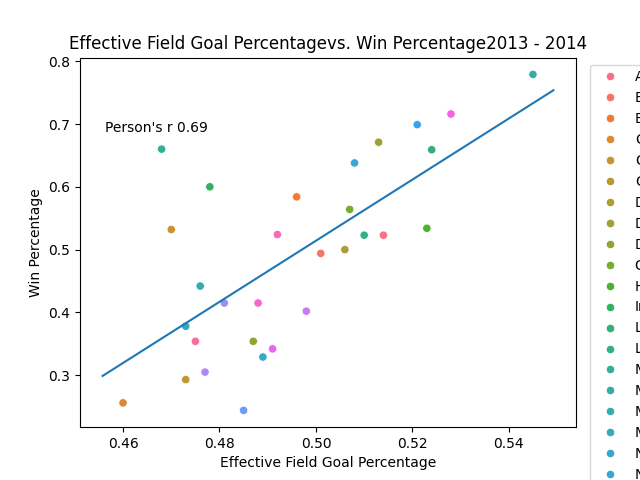 Effective Field Goal Percentagevs. Win Percentage2013 - 2014
Person's r 0.69
0.8
0.7
0.6
0.5
0.4
0.3
Win Percentage
0.46 0.48 0.50 0.52 0.54
Effective Field Goal Percentage